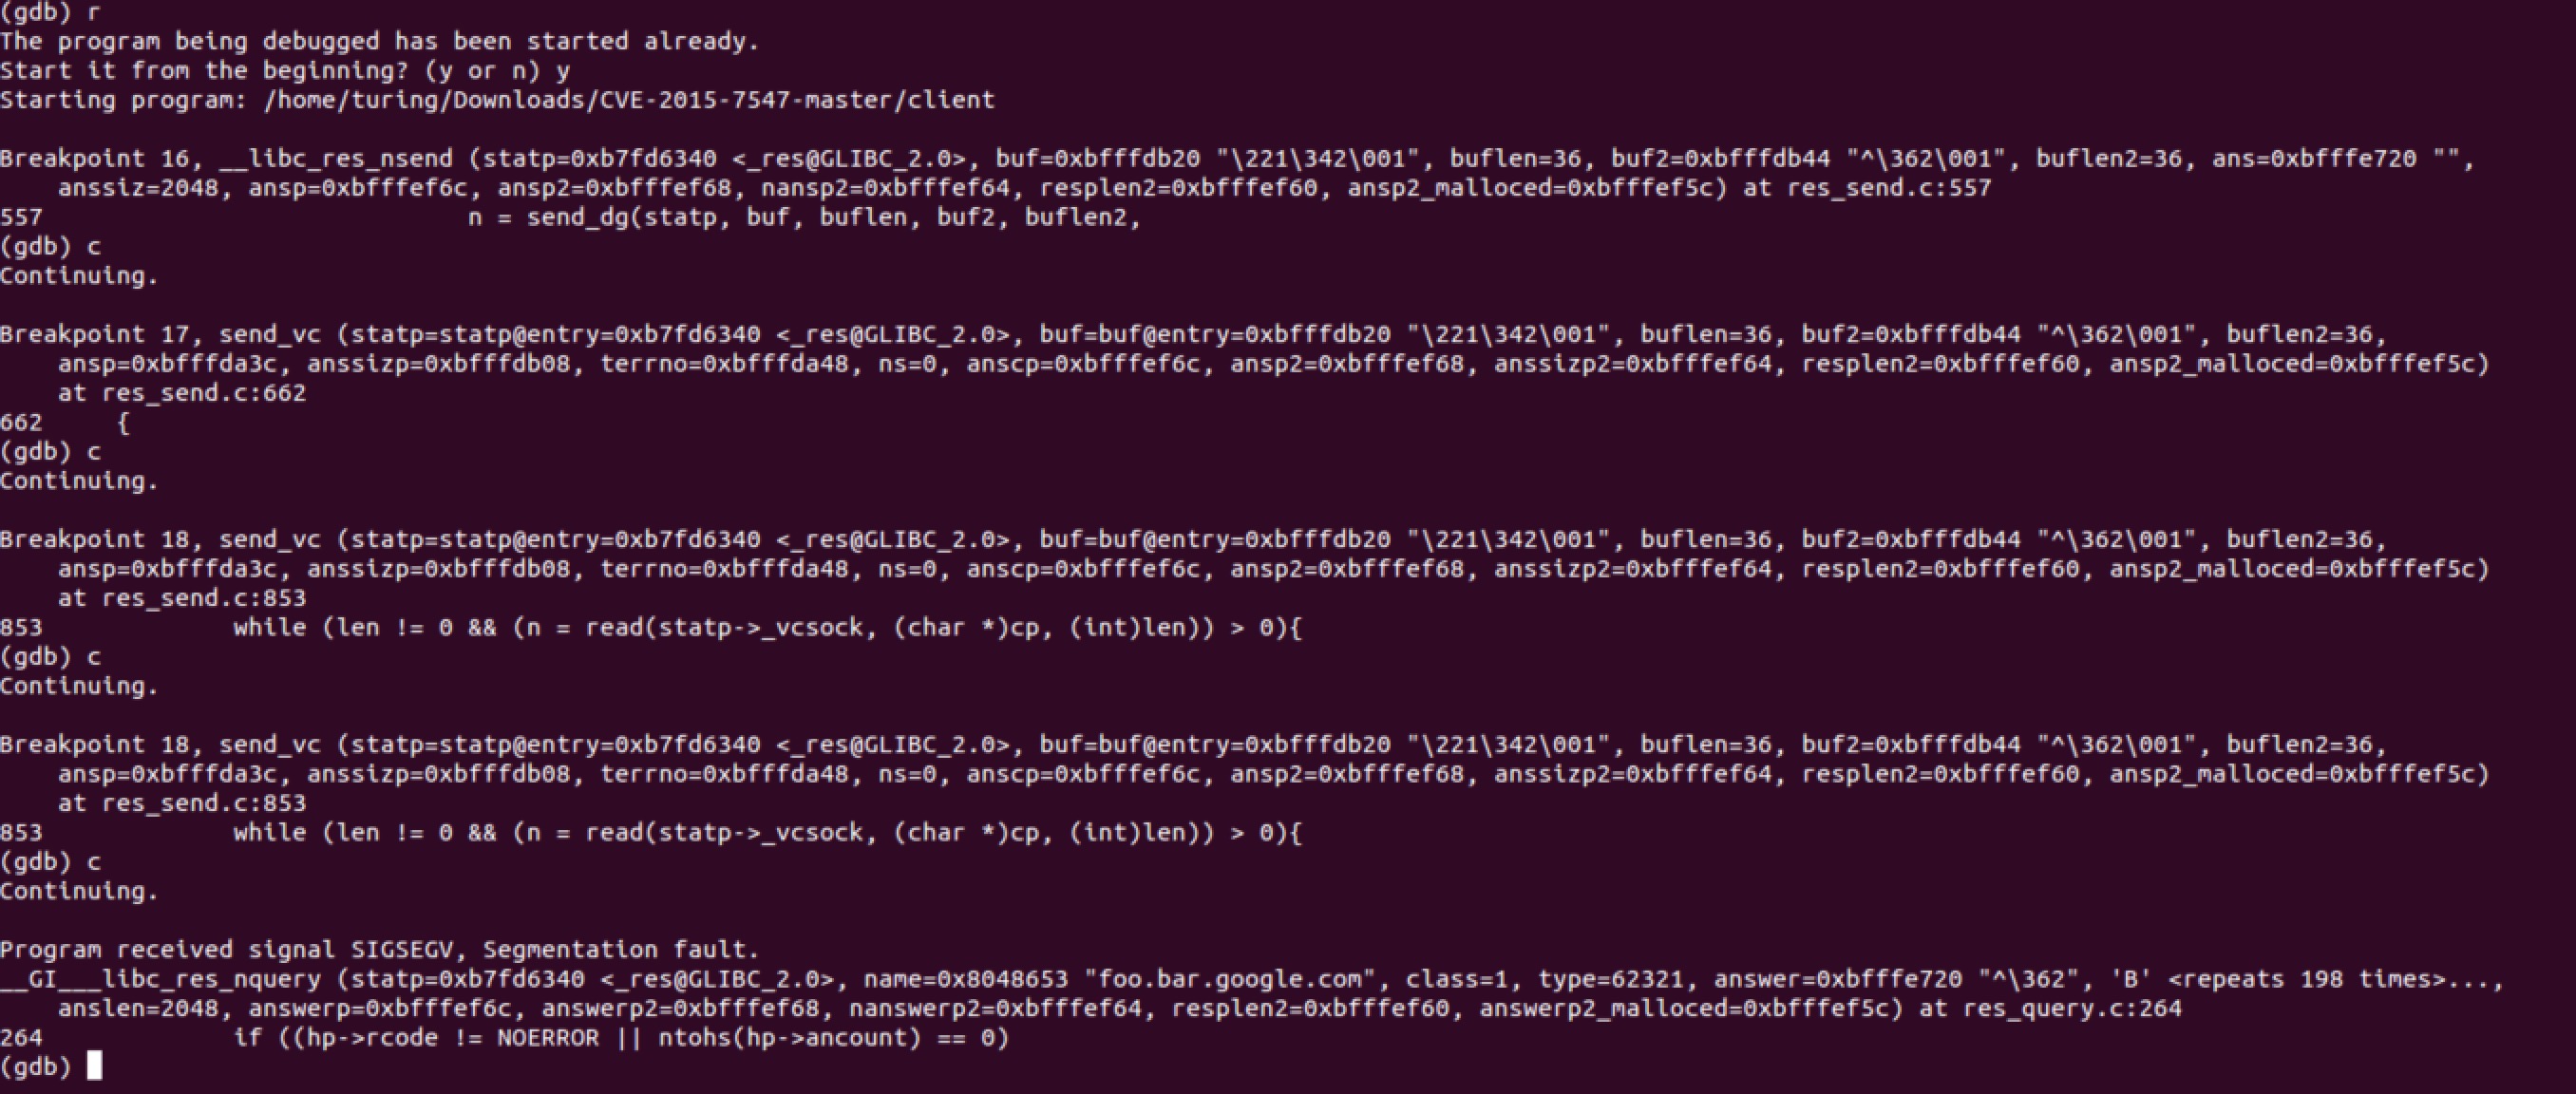 (gdb) r
The program being debugged has been started already.
Start it from the beginning? (y or n) y
Starting program: /home/turing/Downloads/CVE-2015-7547-master/client
Breakpoint 16, __libc_res_nsend (statp=0xb7fd6340 <_res@GLIBC_2.0>, buf=0xbfffdb20 "\221\342\001", buflen=36, buf2=0xbfffdb44 "^\362\001", buflen2=36, ans=0xbfffe720 "",
anssiz=2048, ansp=0xbfffef6c, ansp2=0xbfffef68, nansp2=0xbfffef64, resplen2=0xbfffef60, ansp2_malloced=0xbfffef5c) at res_send.c:557
557 n = send_dg(statp, buf, buflen, buf2, buflen2,
(gdb) c
Continuing.
Breakpoint 17, send_vc (statp=statp@entry=0xb7fd6340 <_res@GLIBC_2.0>, buf=buf@entry=0xbfffdb20 "\221\342\001", buflen=36, buf2=0xbfffdb44 "^\362\001", buflen2=36,
ansp=0xbfffda3c, anssizp=0xbfffdb08, terrno=0xbfffda48, ns=0, anscp=0xbfffef6c, ansp2=0xbfffef68, anssizp2=0xbfffef64, resplen2=0xbfffef60, ansp2_malloced=0xbfffef5c)
at res_send.c:662
662 {
(gdb) c
Continuing.
Breakpoint 18, send_vc (statp=statp@entry=0xb7fd6340 <_res@GLIBC_2.0>, buf=buf@entry=0xbfffdb20 "\221\342\001", buflen=36, buf2=0xbfffdb44 "^\362\001", buflen2=36,
ansp=0xbfffda3c, anssizp=0xbfffdb08, terrno=0xbfffda48, ns=0, anscp=0xbfffef6c, ansp2=0xbfffef68, anssizp2=0xbfffef64, resplen2=0xbfffef60, ansp2_malloced=0xbfffef5c)
at res_send.c:853
853 while (len != 0 && (n = read(statp->_vcsock, (char *)cp, (int)len)) > 0){
(gdb) c
Continuing.
Breakpoint 18, send_vc (statp=statp@entry=0xb7fd6340 <_res@GLIBC_2.0>, buf=buf@entry=0xbfffdb20 "\221\342\001", buflen=36, buf2=0xbfffdb44 "^\362\001", buflen2=36,
ansp=0xbfffda3c, anssizp=0xbfffdb08, terrno=0xbfffda48, ns=0, anscp=0xbfffef6c, ansp2=0xbfffef68, anssizp2=0xbfffef64, resplen2=0xbfffef60, ansp2_malloced=0xbfffef5c)
at res_send.c:853
853 while (len != 0 && (n = read(statp->_vcsock, (char *)cp, (int)len)) > 0){
(gdb) c
Continuing.
Program received signal SIGSEGV, Segmentation fault.
__GI___libc_res_nquery (statp=0xb7fd6340 <_res@GLIBC_2.0>, name=0x8048653 "foo.bar.google.com", class=1, type=62321, answer=0xbfffe720 "^\362", 'B' <repeats 198 times>...,
anslen=2048, answerp=0xbfffef6c, answerp2=0xbfffef68, nanswerp2=0xbfffef64, resplen2=0xbfffef60, answerp2_malloced=0xbfffef5c) at res_query.c:264
264 if ((hp->rcode != NOERROR || ntohs(hp->ancount) == 0)
(gdb)